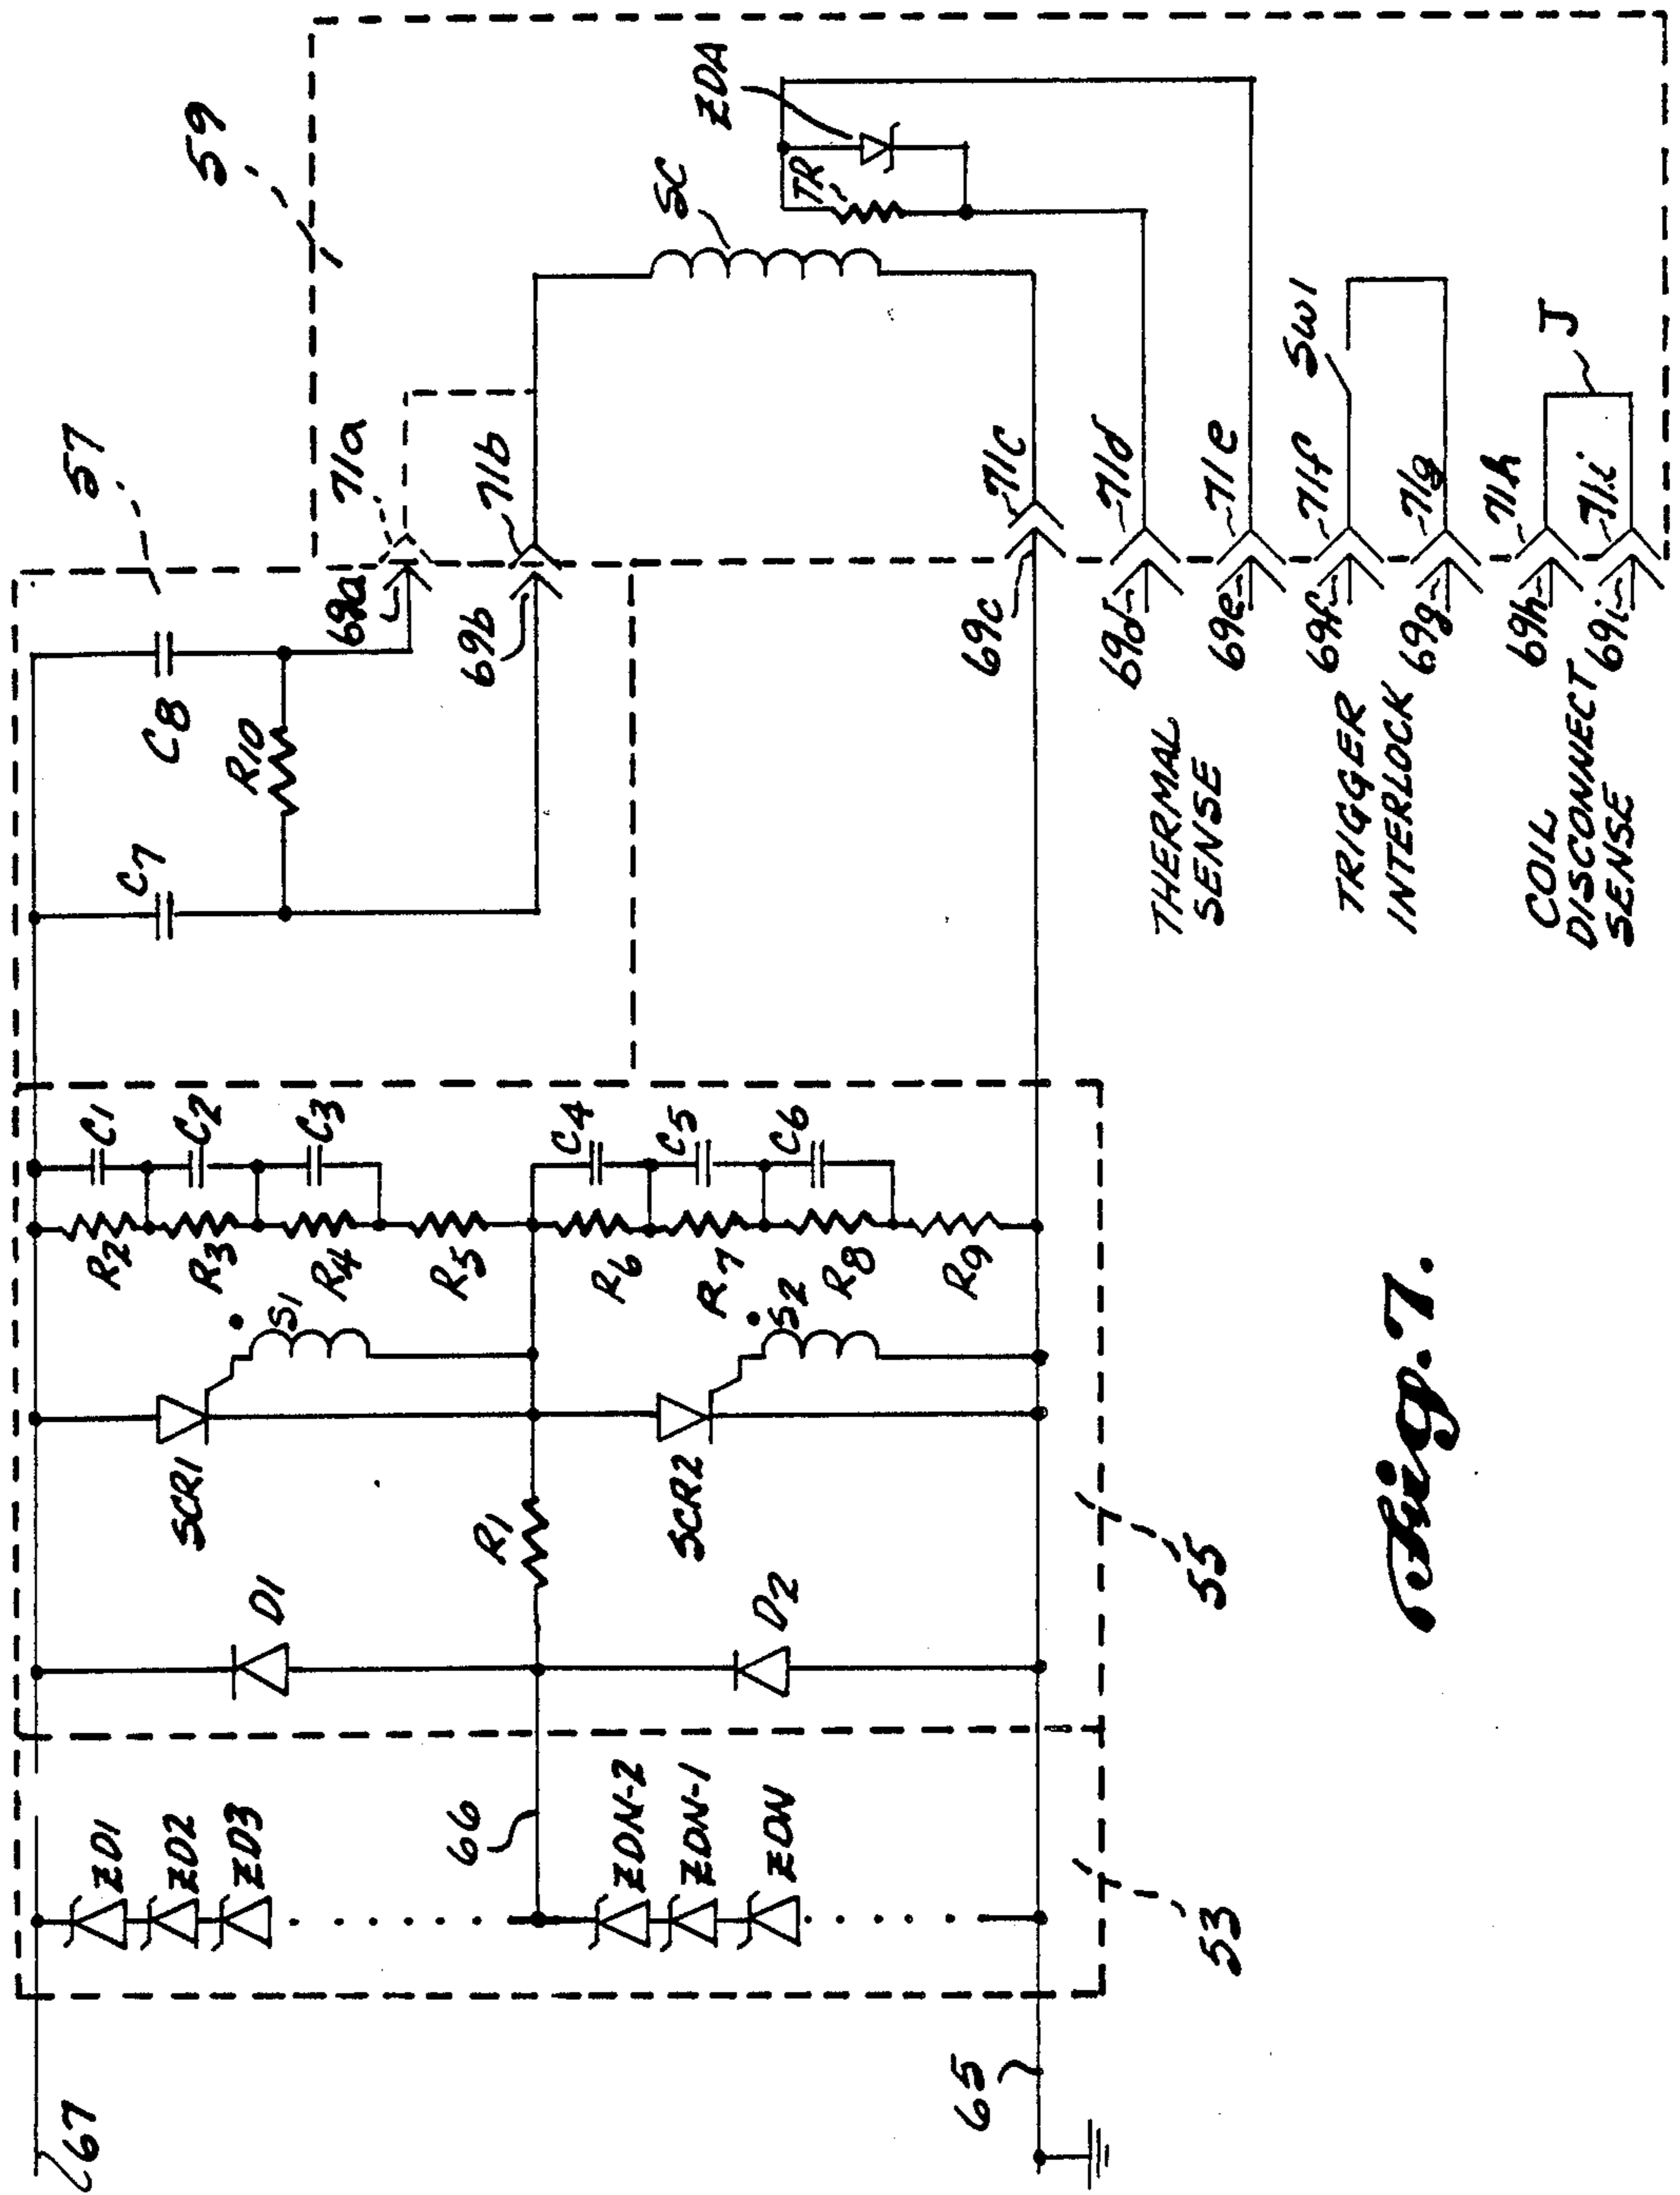 59
57
ZDA
TR
SC
71a
71b
71c
71d
71e
71f
71g
71h
71i
SW1
J
69a
69b
69c
69d
69e
69f
69g
69h
69i
THERMAL
SENSE
TRIGGER
INTERLOCK
COIL
DISCONNECT
SENSE
C8
R10
C7
C1
C2
C3
C4
C5
C6
R2
R3
R4
R5
R6
R7
R8
R9
S1
S2
SCR1
SCR2
R1
D1
D2
55
ZD1
ZD2
ZD3
66
ZDN-2
ZDN-1
ZDN
53
67
65
Fig. 7.